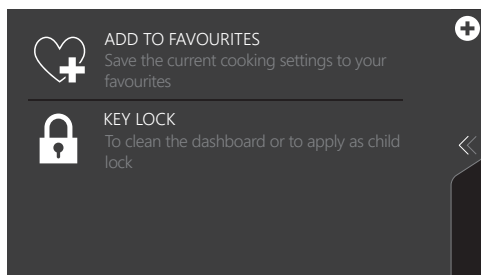 ADD TO FAVOURITES
Save the current cooking settings to your
favourites
KEY LOCK
To clean the dashboard or to apply as child
lock